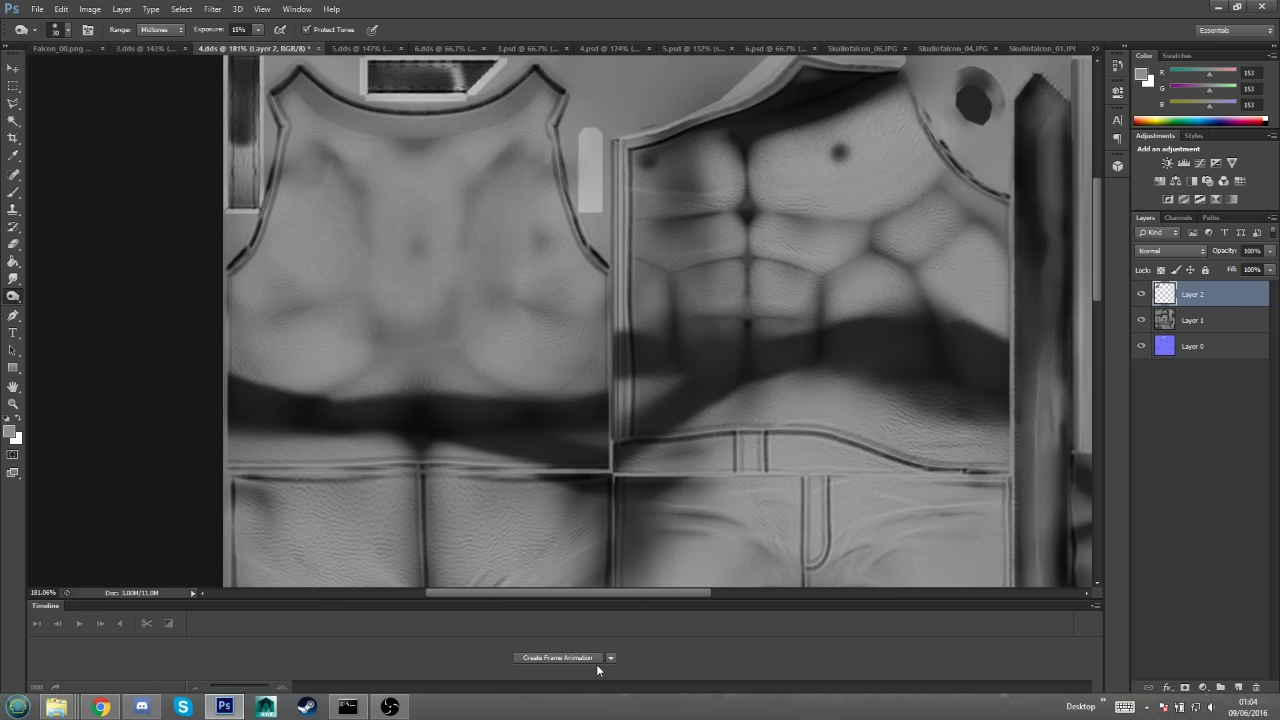 Ps File Edit Image Layer Type Select Filter 3D View Window Help
30 Range: Midtones Exposure: 15% Protect Tones Essentials
Falcon_00.png ... 3.dds @ 143% (... 4.dds @ 181% (Layer 2, RGB/8) * 5.dds @ 147% (... 6.dds @ 66.7%... 3.psd @ 66.7%... 4.psd @ 174%... 5.psd @ 132% (s... 6.psd @ 66.7%... Skullofalcon_06.JPG Skullofalcon_04.JPG Skullofalcon_01.JPG
Color Swatches
R 153
G 153
B 153
Adjustments Styles
Add an adjustment
Layers Channels Paths
Kind
Normal Opacity: 100%
Lock: Fill: 100%
Layer 2
Layer 1
Layer 0
181.06% Doc: 3.00M/11.0M
Timeline
Create Frame Animation
Ps Desktop 01:04
09/06/2016